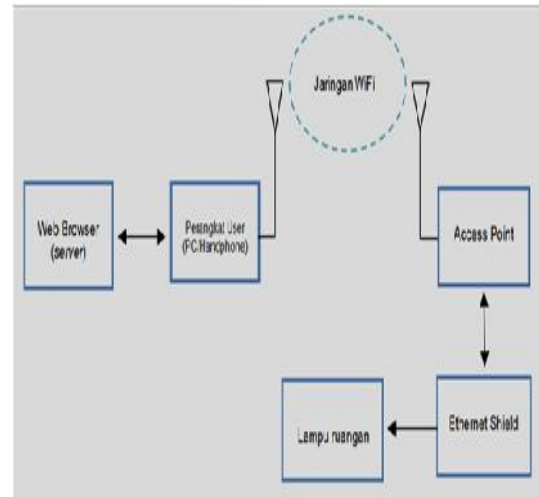 Jaringan WiFi
Web Browser
(server)
Perangkat User
(PC/Handphone)
Access Point
Lampu ruangan
Ethernet Shield